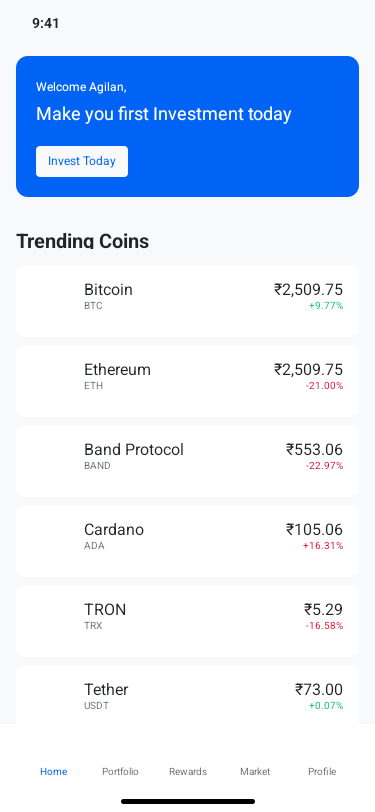 9:41
Welcome Agilan,
Make you first Investment today
Invest Today
Trending Coins
Bitcoin ₹2,509.75
BTC +9.77%
Ethereum ₹2,509.75
ETH -21.00%
Band Protocol ₹553.06
BAND -22.97%
Cardano ₹105.06
ADA +16.31%
TRON ₹5.29
TRX -16.58%
Tether ₹73.00
USDT +0.07%
Home Portfolio Rewards Market Profile